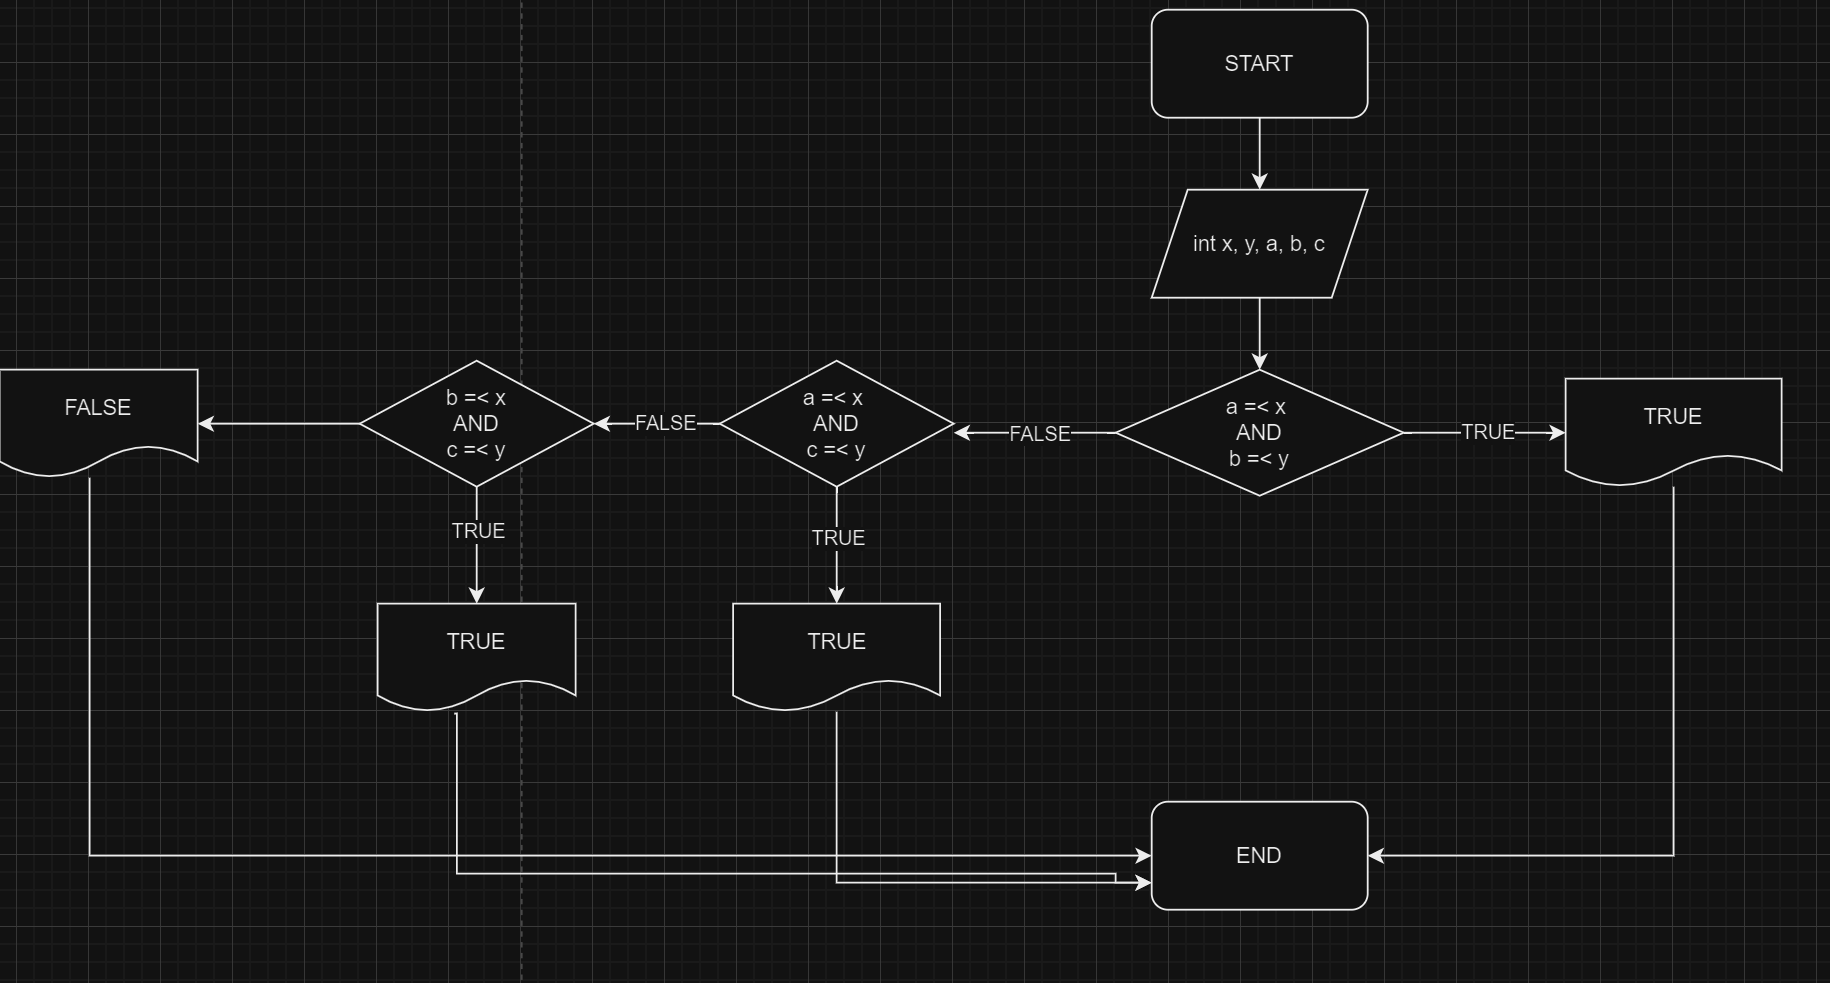 START
int x, y, a, b, c
a =< x
AND
b =< y
TRUE
TRUE
FALSE
a =< x
AND
c =< y
TRUE
TRUE
FALSE
b =< x
AND
c =< y
TRUE
TRUE
FALSE
END